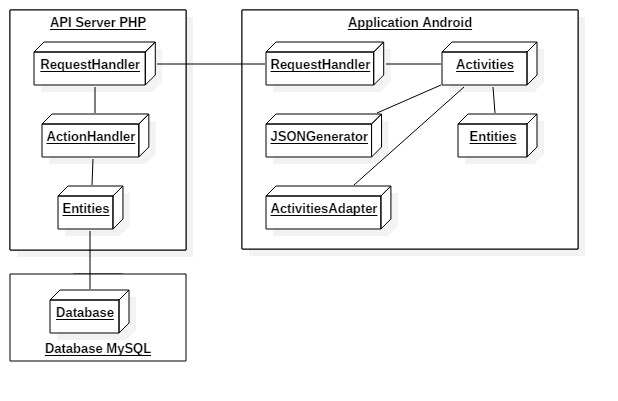 API Server PHP
RequestHandler
ActionHandler
Entities
Application Android
RequestHandler
Activities
JSONGenerator
Entities
ActivitiesAdapter
Database
Database MySQL